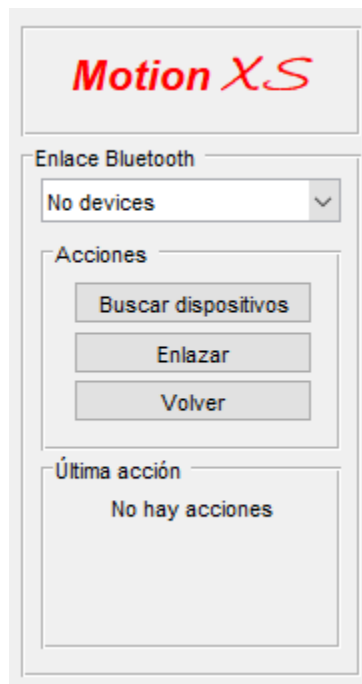 Motion XS
Enlace Bluetooth
No devices
Acciones
Buscar dispositivos
Enlazar
Volver
Última acción
No hay acciones